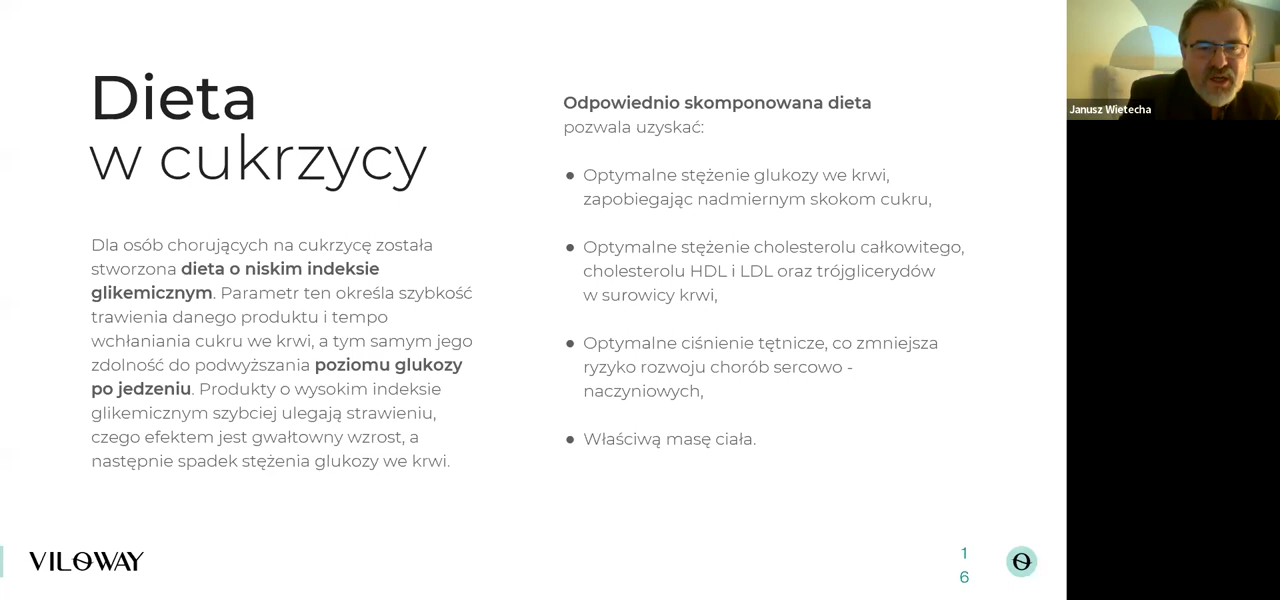 Dieta
w cukrzycy
Dla osób chorujących na cukrzycę została
stworzona dieta o niskim indeksie
glikemicznym. Parametr ten określa szybkość
trawienia danego produktu i tempo
wchłaniania cukru we krwi, a tym samym jego
zdolność do podwyższania poziomu glukozy
po jedzeniu. Produkty o wysokim indeksie
glikemicznym szybciej ulegają strawieniu,
czego efektem jest gwałtowny wzrost, a
następnie spadek stężenia glukozy we krwi.
Odpowiednio skomponowana dieta
pozwala uzyskać:
● Optymalne stężenie glukozy we krwi,
zapobiegając nadmiernym skokom cukru,
● Optymalne stężenie cholesterolu całkowitego,
cholesterolu HDL i LDL oraz trójglicerydów
w surowicy krwi,
● Optymalne ciśnienie tętnicze, co zmniejsza
ryzyko rozwoju chorób sercowo -
naczyniowych,
● Właściwą masę ciała.
VILOWAY
1
6
Janusz Wietecha